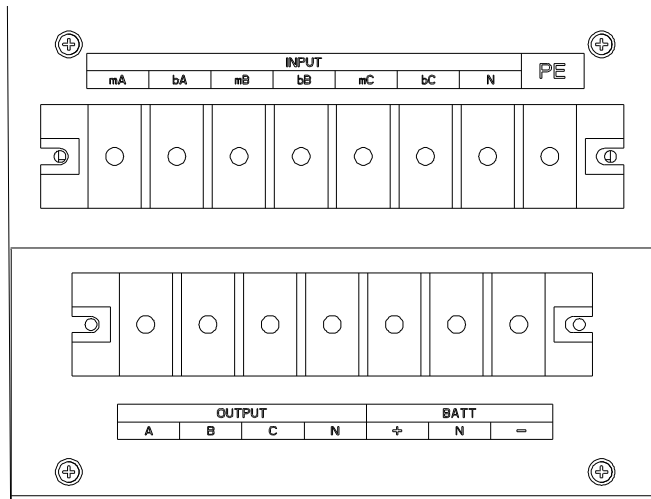 INPUT
PE
mA bA mB bB mC bC N
OUTPUT BATT
A B C N + N −